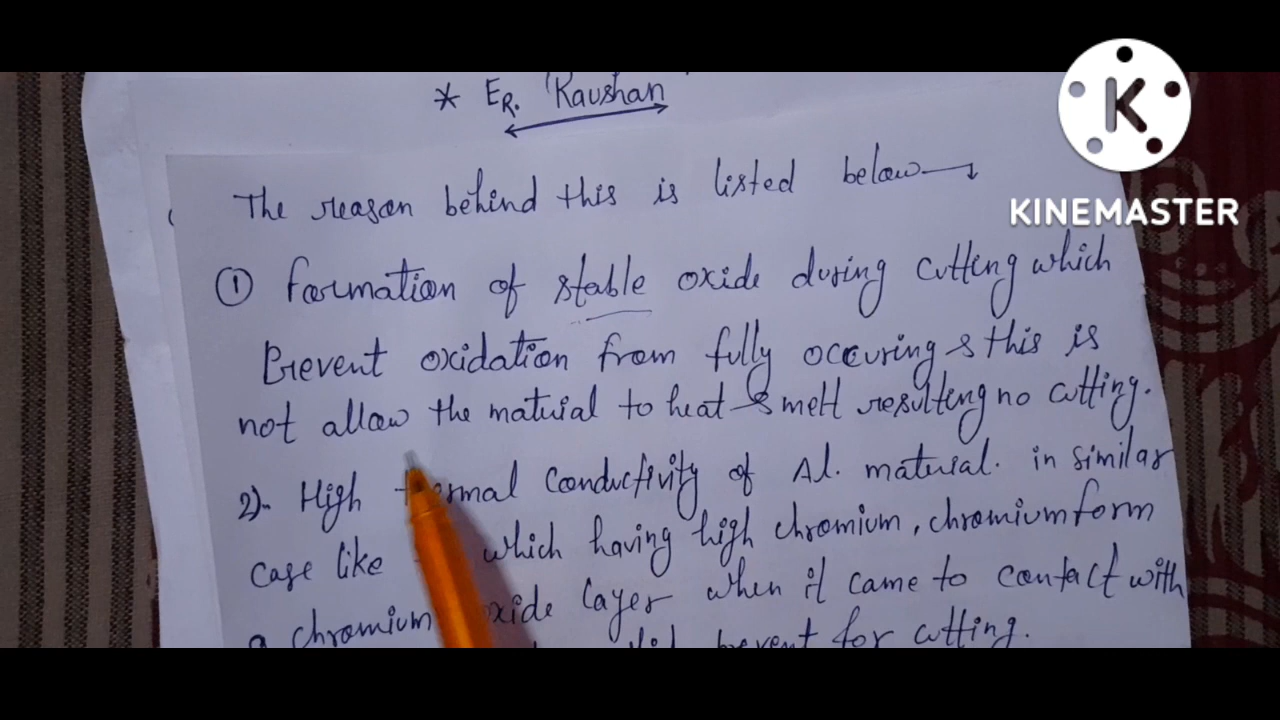 * ER. Raushan
The reason behind this is listed below
① formation of stable oxide during cutting which
Prevent oxidation from fully occuring & this is
not allow the material to heat & melt resulting no cutting.
2). High thermal conductivity of Al. material. in similar
case like which having high chromium, chromium form
a chromium oxide layer when it came to contact with
prevent for cutting.
K
KINEMASTER